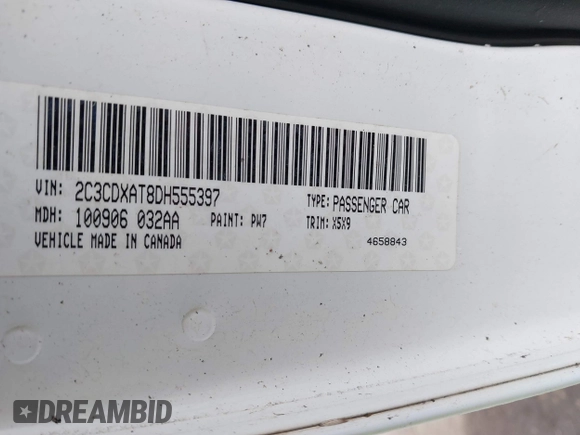 VIN: 2C3CDXAT8DH555397 TYPE: PASSENGER CAR
MDH: 100906 032AA PAINT: PW7 TRIM: X5X9
VEHICLE MADE IN CANADA 4658843
DREAMBID